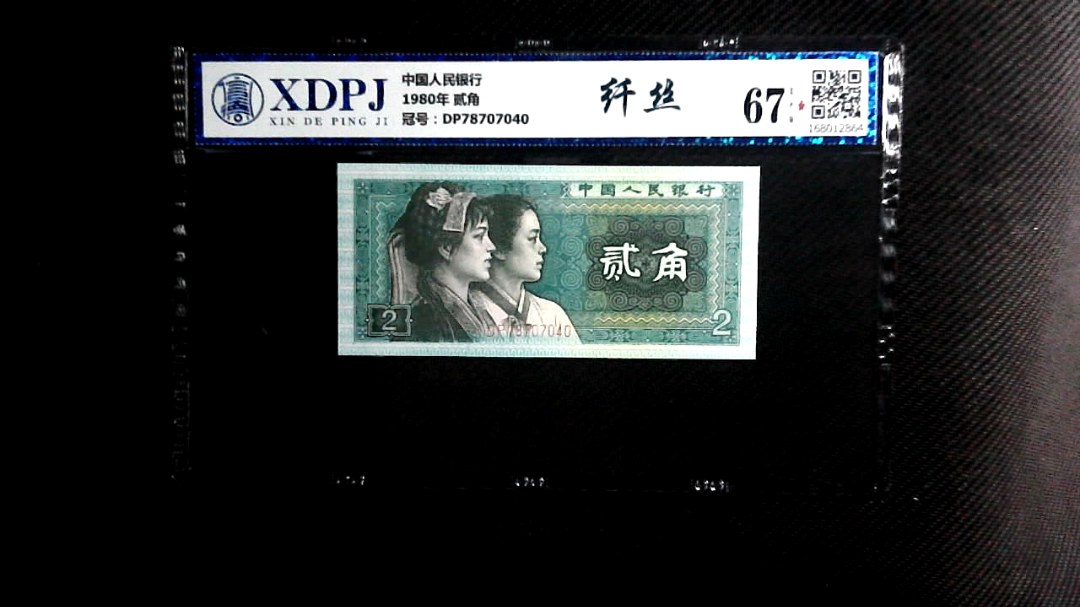 XDPJ
XIN DE PING JI
中国人民银行
1980年 贰角
冠号：DP78707040
纤丝
67
168012864
中国人民银行
贰角
2
DP78707040
2